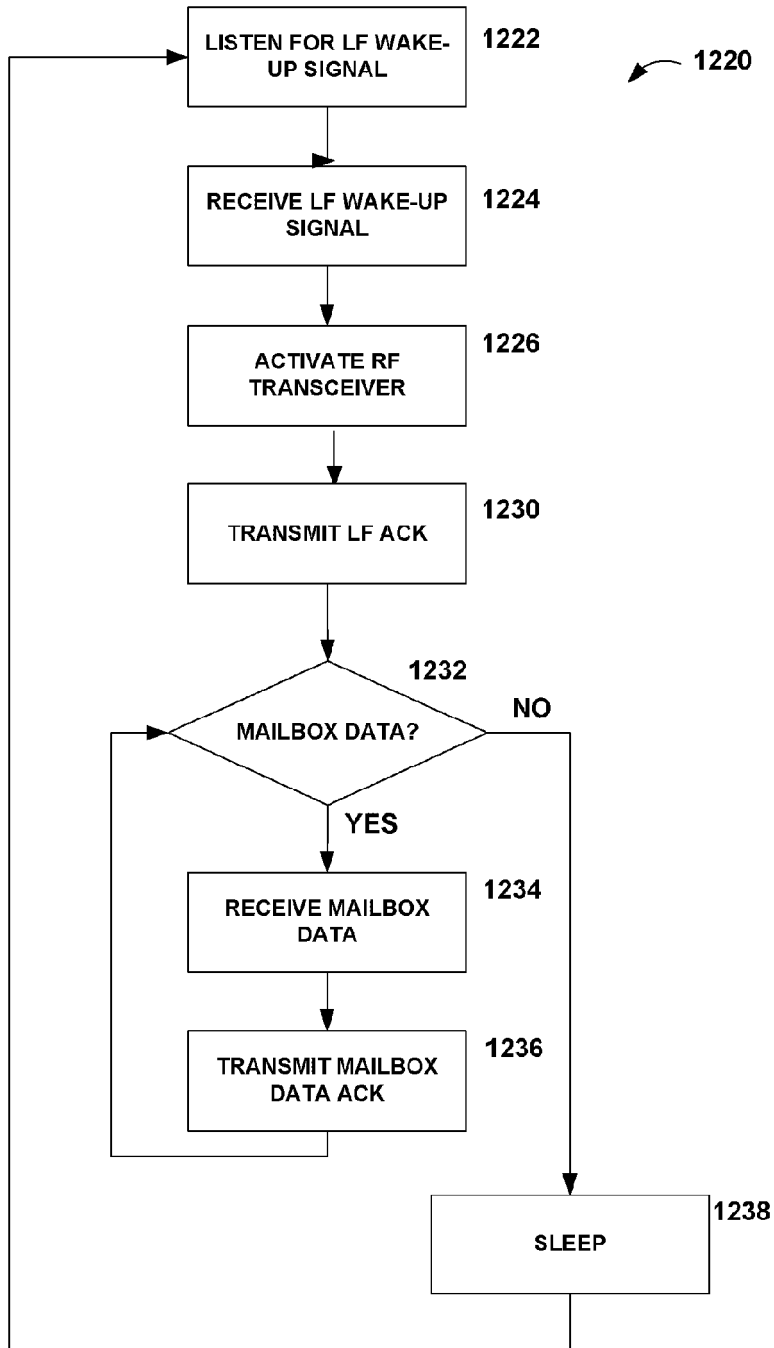 LISTEN FOR LF WAKE-
UP SIGNAL
1222
1220
RECEIVE LF WAKE-UP
SIGNAL
1224
ACTIVATE RF
TRANSCEIVER
1226
TRANSMIT LF ACK
1230
1232
MAILBOX DATA?
NO
YES
RECEIVE MAILBOX
DATA
1234
TRANSMIT MAILBOX
DATA ACK
1236
SLEEP
1238